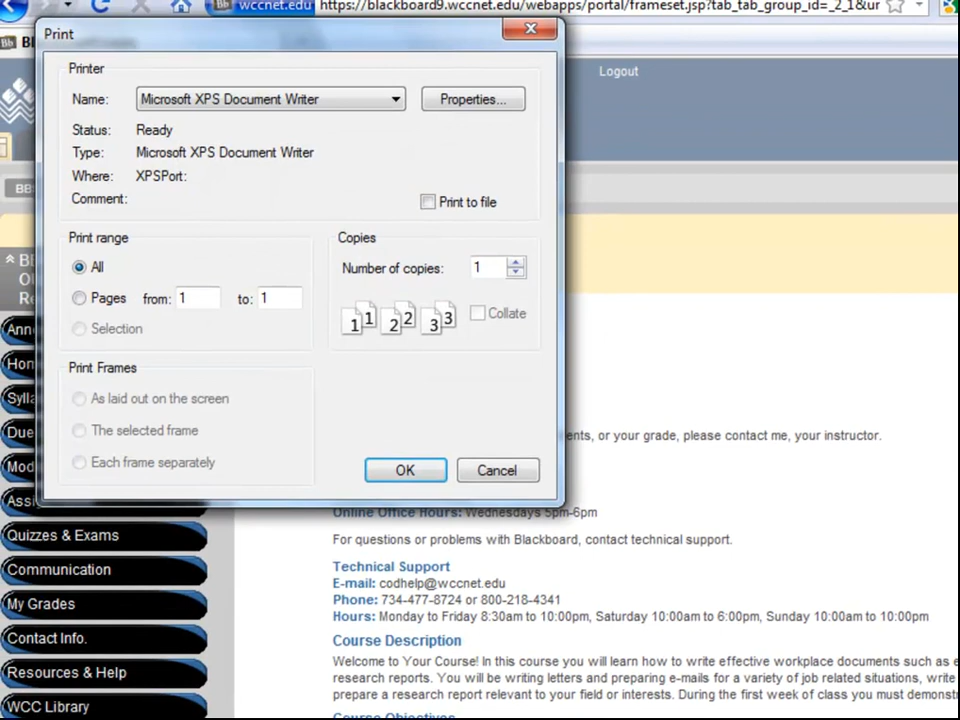 wccnet.edu https://blackboard9.wccnet.edu/webapps/portal/frameset.jsp?tab_tab_group_id=_2_1&ur
Bb
Print
Logout
Printer
Name: Microsoft XPS Document Writer Properties...
Status: Ready
Type: Microsoft XPS Document Writer
Where: XPSPort:
Comment:
Print to file
Print range
All
Pages from: 1 to: 1
Selection
Copies
Number of copies: 1
1 1 2 2 3 3 Collate
Print Frames
As laid out on the screen
The selected frame
Each frame separately
OK Cancel
Quizzes & Exams
Communication
My Grades
Contact Info.
Resources & Help
WCC Library
ents, or your grade, please contact me, your instructor.
Online Office Hours: Wednesdays 5pm-6pm
For questions or problems with Blackboard, contact technical support.
Technical Support
E-mail: codhelp@wccnet.edu
Phone: 734-477-8724 or 800-218-4341
Hours: Monday to Friday 8:30am to 10:00pm, Saturday 10:00am to 6:00pm, Sunday 10:00am to 10:00pm
Course Description
Welcome to Your Course! In this course you will learn how to write effective workplace documents such as e
research reports. You will be writing letters and preparing e-mails for a variety of job related situations, write
prepare a research report relevant to your field or interests. During the first week of class you must demonst
Course Objectives